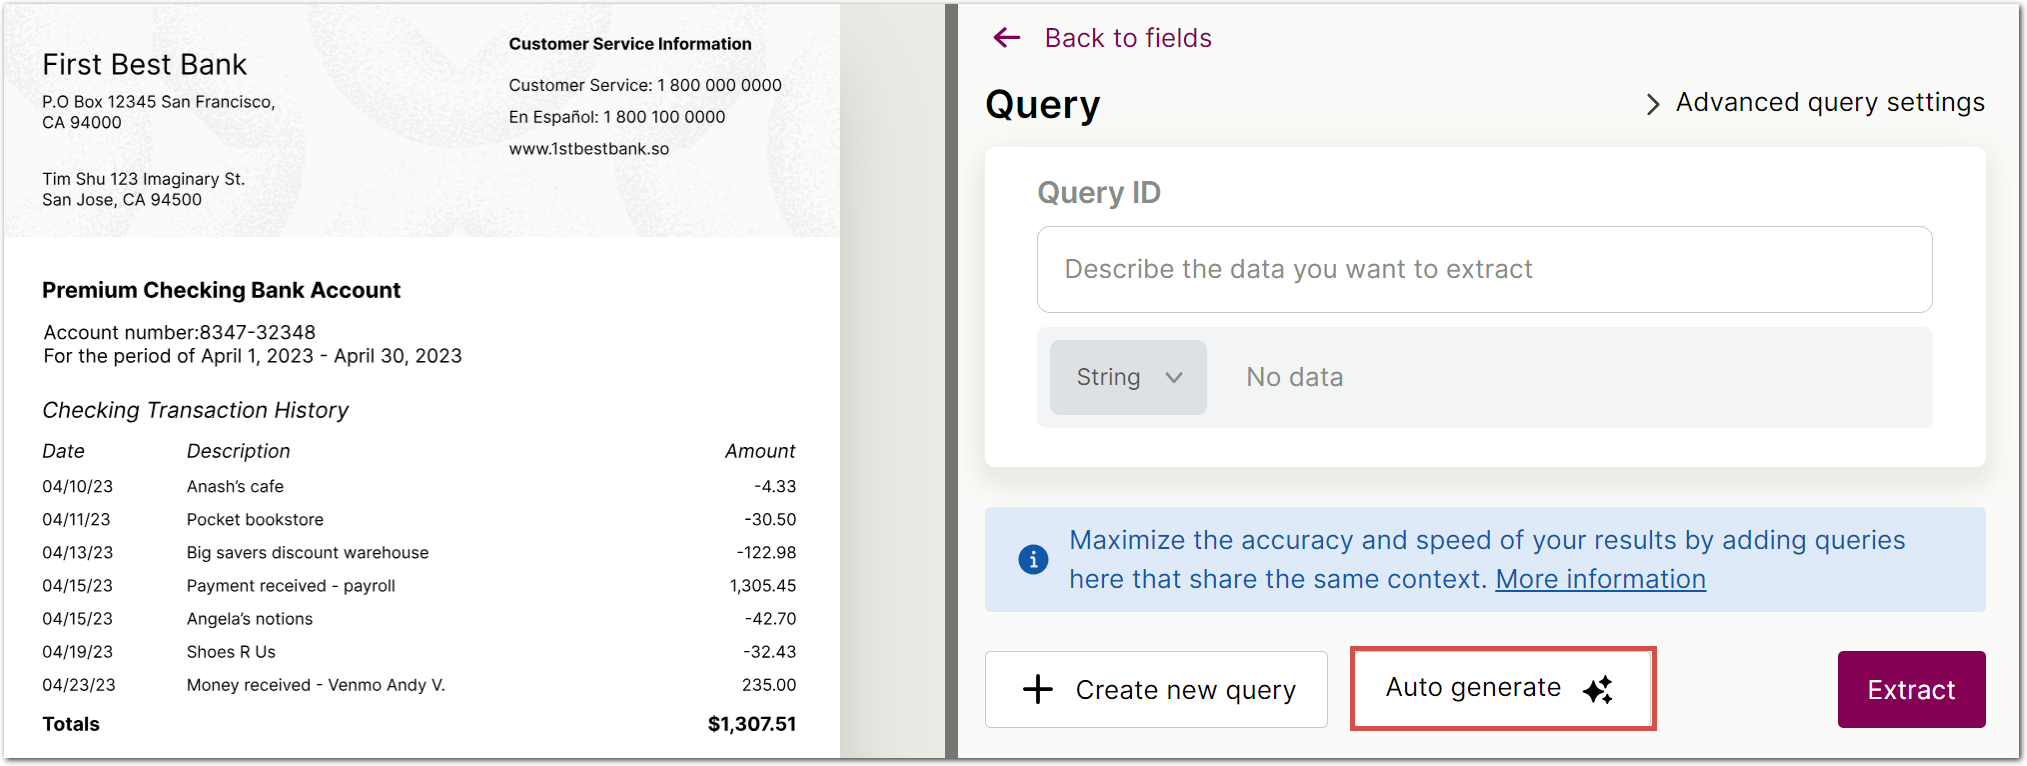 First Best Bank
P.O Box 12345 San Francisco,
CA 94000
Tim Shu 123 Imaginary St.
San Jose, CA 94500
Customer Service Information
Customer Service: 1 800 000 0000
En Español: 1 800 100 0000
www.1stbestbank.so
Premium Checking Bank Account
Account number:8347-32348
For the period of April 1, 2023 - April 30, 2023
Checking Transaction History
Date Description Amount
04/10/23 Anash’s cafe -4.33
04/11/23 Pocket bookstore -30.50
04/13/23 Big savers discount warehouse -122.98
04/15/23 Payment received - payroll 1,305.45
04/15/23 Angela’s notions -42.70
04/19/23 Shoes R Us -32.43
04/23/23 Money received - Venmo Andy V. 235.00
Totals $1,307.51
Back to fields
Query
Advanced query settings
Query ID
Describe the data you want to extract
String No data
Maximize the accuracy and speed of your results by adding queries
here that share the same context. More information
Create new query
Auto generate
Extract